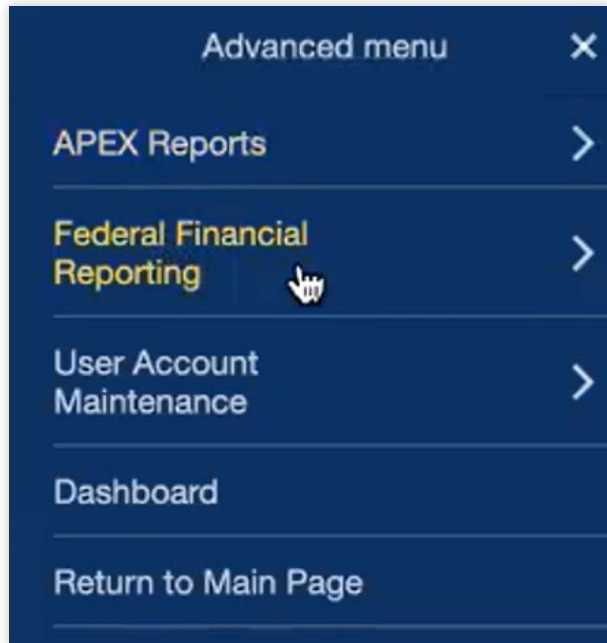 Advanced menu
APEX Reports
Federal Financial
Reporting
User Account
Maintenance
Dashboard
Return to Main Page